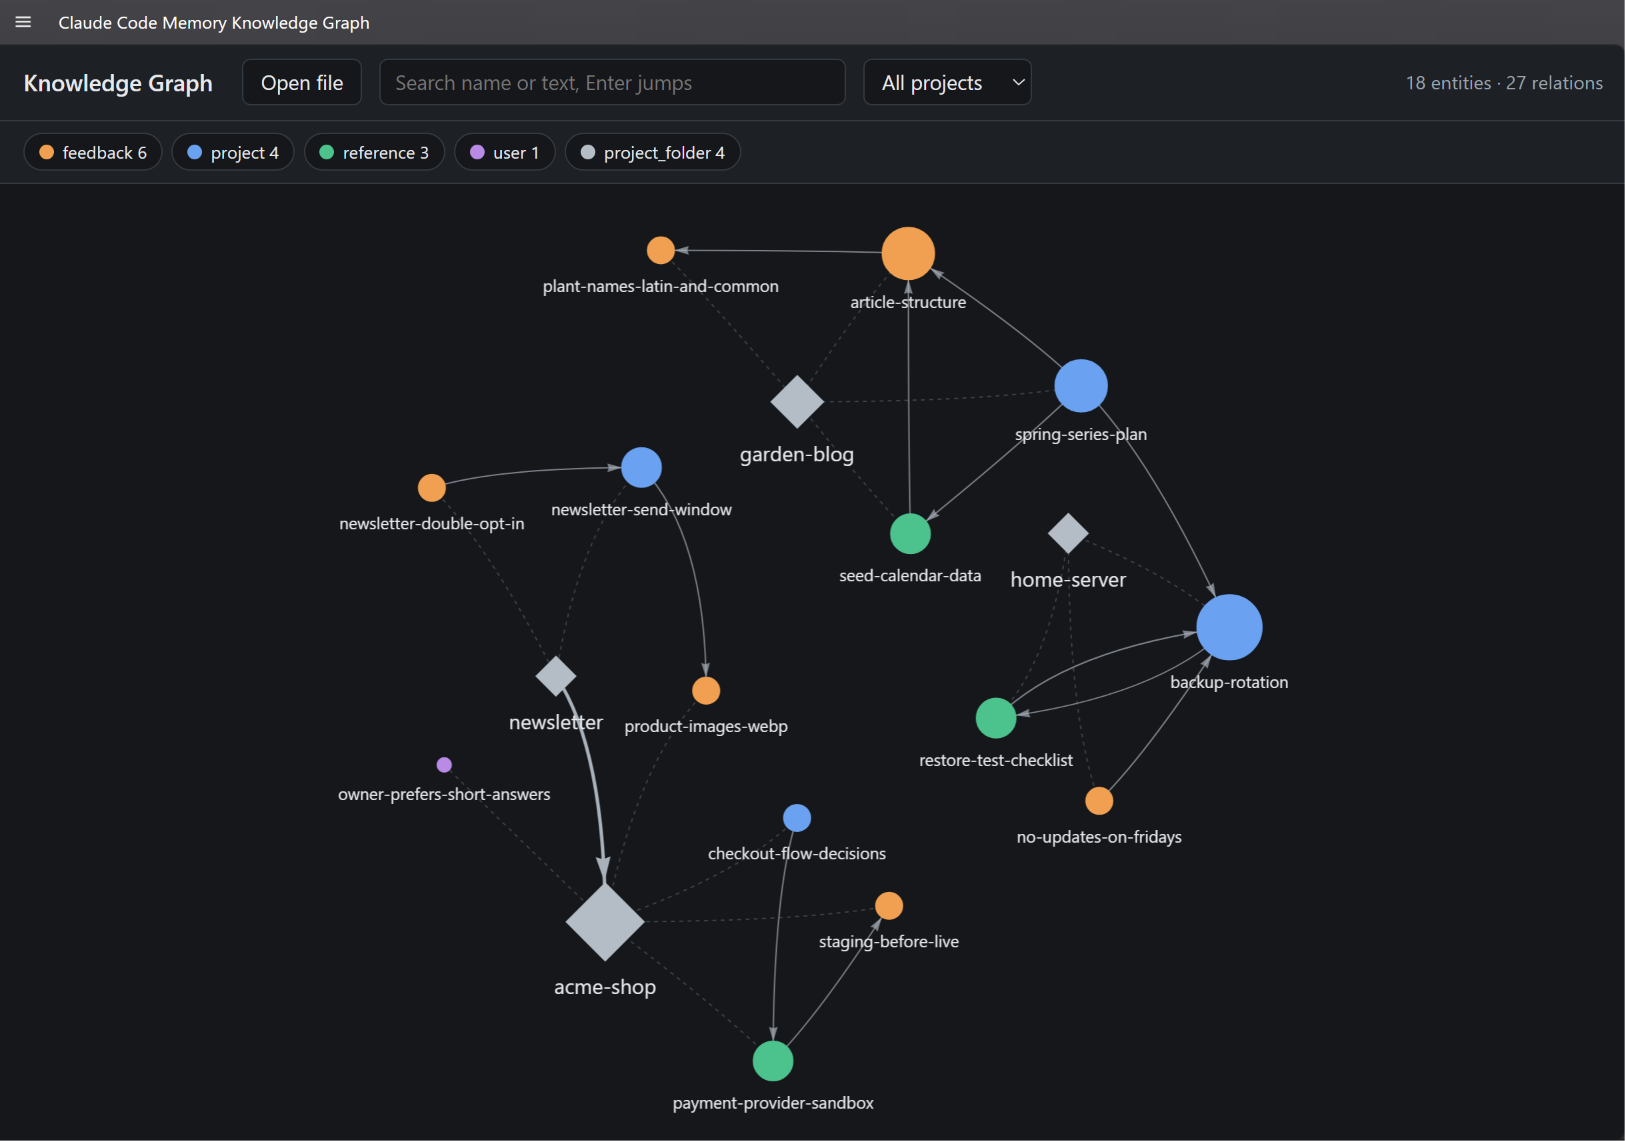 Claude Code Memory Knowledge Graph
Knowledge Graph
Open file
Search name or text, Enter jumps
All projects
18 entities · 27 relations
feedback 6
project 4
reference 3
user 1
project_folder 4
plant-names-latin-and-common
article-structure
spring-series-plan
garden-blog
newsletter-send-window
newsletter-double-opt-in
seed-calendar-data
home-server
backup-rotation
newsletter
product-images-webp
restore-test-checklist
owner-prefers-short-answers
no-updates-on-fridays
checkout-flow-decisions
staging-before-live
acme-shop
payment-provider-sandbox